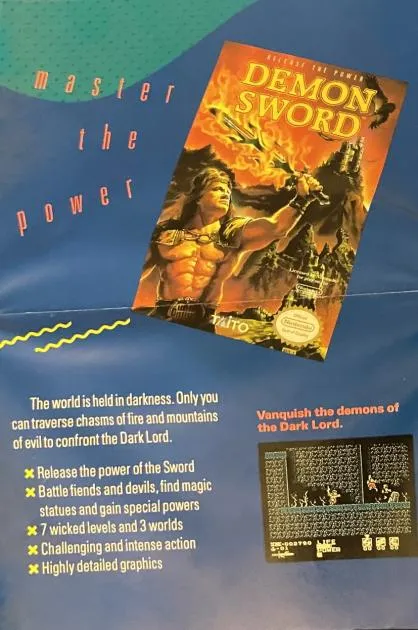 master
the
power
RELEASE THE POWER
DEMON
SWORD
TAITO
Official
Nintendo
Seal of Quality
The world is held in darkness. Only you
can traverse chasms of fire and mountains
of evil to confront the Dark Lord.
✖ Release the power of the Sword
✖ Battle fiends and devils, find magic
statues and gain special powers
✖ 7 wicked levels and 3 worlds
✖ Challenging and intense action
✖ Highly detailed graphics
Vanquish the demons of
the Dark Lord.
LIFE
POWER